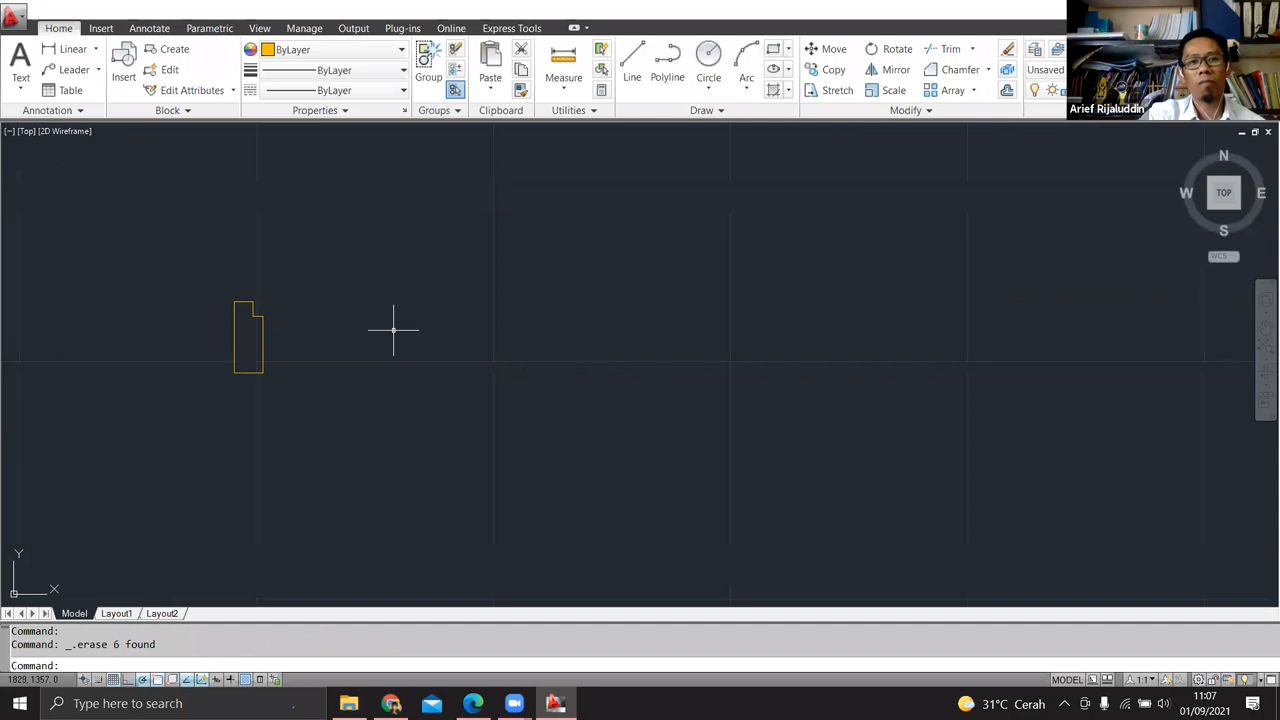 Home Insert Annotate Parametric View Manage Output Plug-ins Online Express Tools
Text
Linear
Leader
Table
Annotation
Insert
Create
Edit
Edit Attributes
Block
ByLayer
ByLayer
ByLayer
Properties
Group
Groups
Paste
Clipboard
Measure
Utilities
Line
Polyline
Circle
Arc
Draw
Move
Rotate
Trim
Copy
Mirror
Chamfer
Stretch
Scale
Array
Modify
Unsaved
Arief Rijaluddin
[−] [Top] [2D Wireframe]
N
W
TOP
E
S
WCS
Y
X
Model Layout1 Layout2
Command:
Command: _.erase 6 found
Command:
1829, 1357, 0
MODEL
1:1
Type here to search
31°C Cerah
11:07
01/09/2021